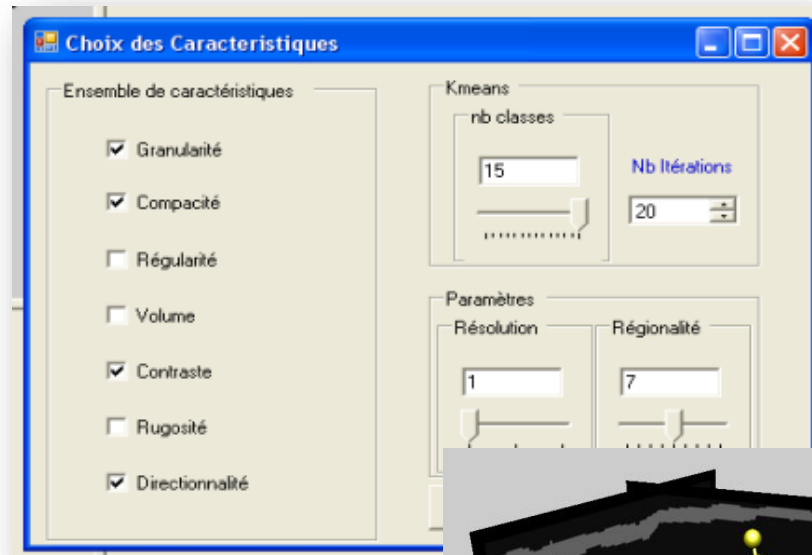 Choix des Caracteristiques
Ensemble de caractéristiques
Granularité
Compacité
Régularité
Volume
Contraste
Rugosité
Directionnalité
Kmeans
nb classes
15
Nb Itérations
20
Paramètres
Résolution
1
Régionalité
7